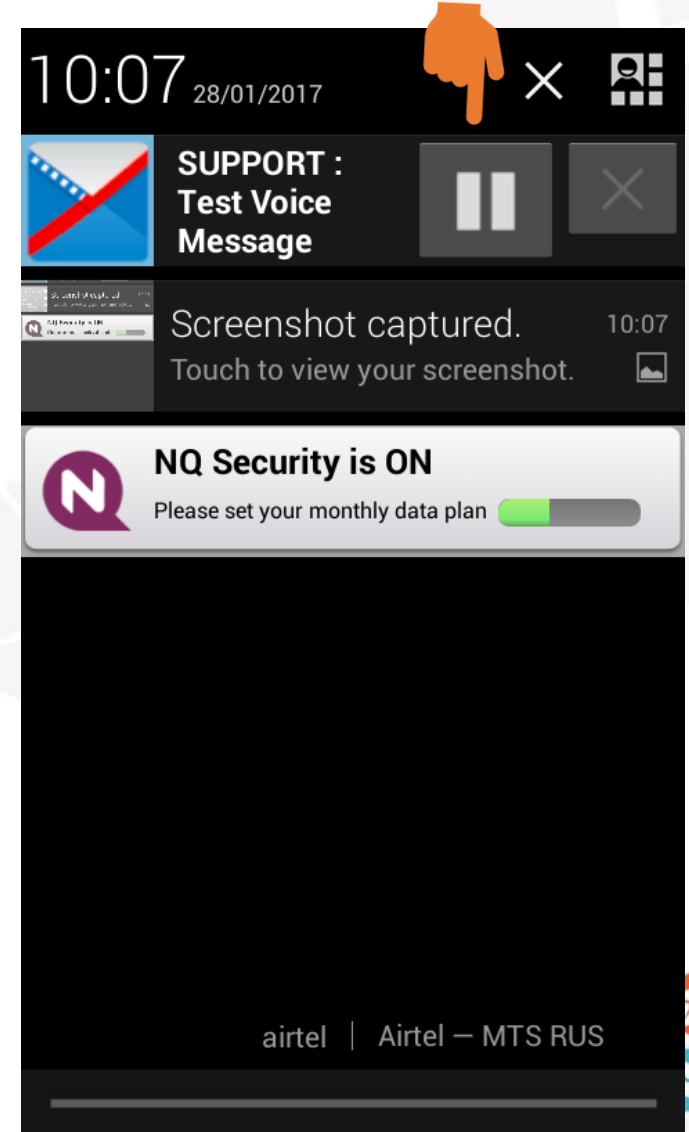 10:07 28/01/2017
SUPPORT :
Test Voice
Message
Screenshot captured. 10:07
Touch to view your screenshot.
N
NQ Security is ON
Please set your monthly data plan
airtel | Airtel — MTS RUS